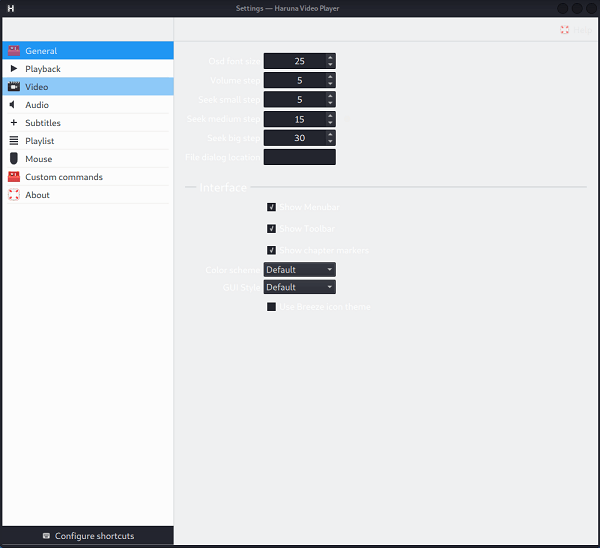 H
Settings — Haruna Video Player
General
Playback
Video
Audio
Subtitles
Playlist
Mouse
Custom commands
About
Configure shortcuts
Osd font size 25
Volume step 5
Seek small step 5
Seek medium step 15
Seek big step 30
File dialog location
Interface
✓ Show Menubar
✓ Show Toolbar
✓ Show chapter markers
Color scheme Default
GUI Style Default
Use Breeze icon theme